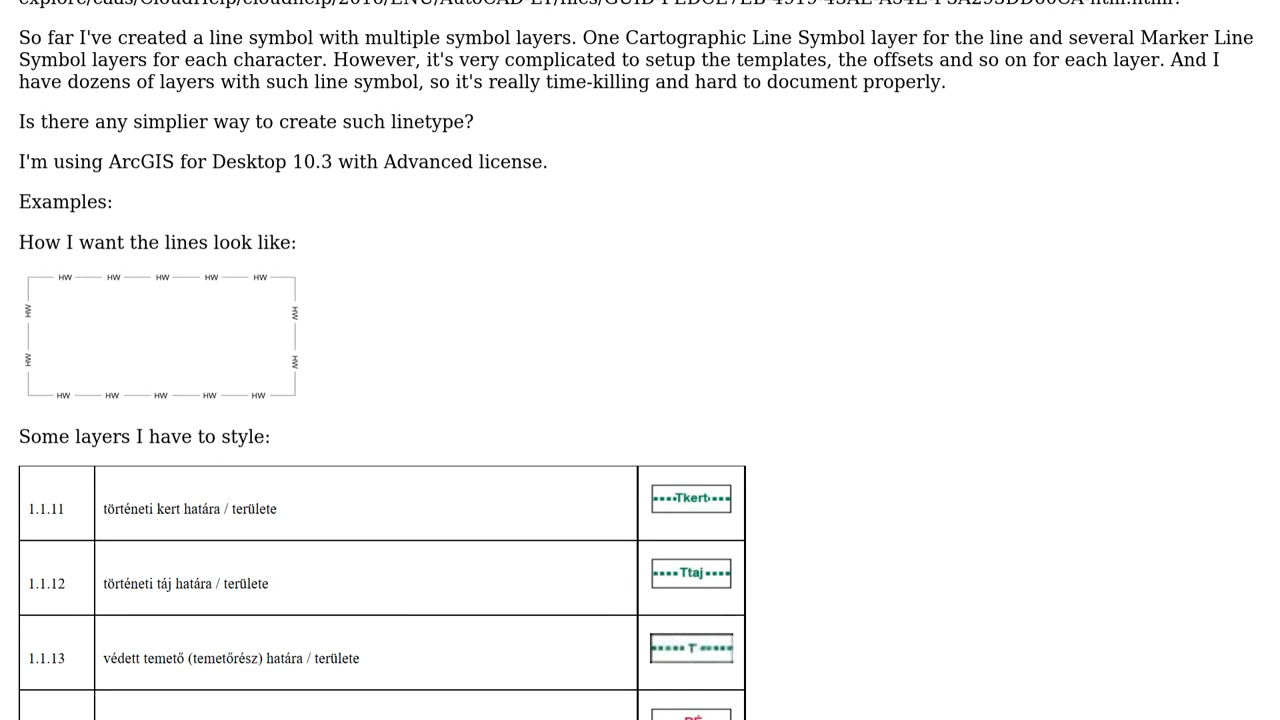 So far I've created a line symbol with multiple symbol layers. One Cartographic Line Symbol layer for the line and several Marker Line
Symbol layers for each character. However, it's very complicated to setup the templates, the offsets and so on for each layer. And I
have dozens of layers with such line symbol, so it's really time-killing and hard to document properly.
Is there any simplier way to create such linetype?
I'm using ArcGIS for Desktop 10.3 with Advanced license.
Examples:
How I want the lines look like:
HW HW HW HW HW
HW HW
HW HW
HW HW HW HW HW
Some layers I have to style:
1.1.11 történeti kert határa / területe Tkert
1.1.12 történeti táj határa / területe Ttaj
1.1.13 védett temető (temetőrész) határa / területe T